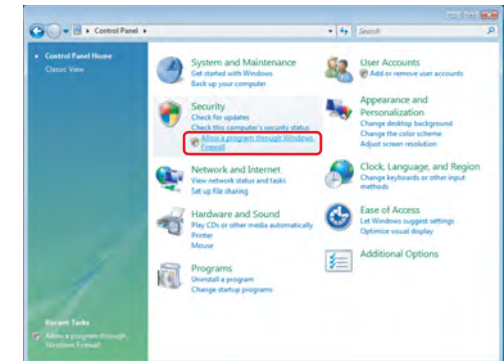 Control Panel
Search
Control Panel Home
Classic View
System and Maintenance
Get started with Windows
Back up your computer
Security
Check for updates
Check this computer's security status
Allow a program through Windows
Firewall
Network and Internet
View network status and tasks
Set up file sharing
Hardware and Sound
Play CDs or other media automatically
Printer
Mouse
Programs
Uninstall a program
Change startup programs
User Accounts
Add or remove user accounts
Appearance and
Personalization
Change desktop background
Change the color scheme
Adjust screen resolution
Clock, Language, and Region
Change keyboards or other input
methods
Ease of Access
Let Windows suggest settings
Optimize visual display
Additional Options
Recent Tasks
Allow a program through
Windows Firewall